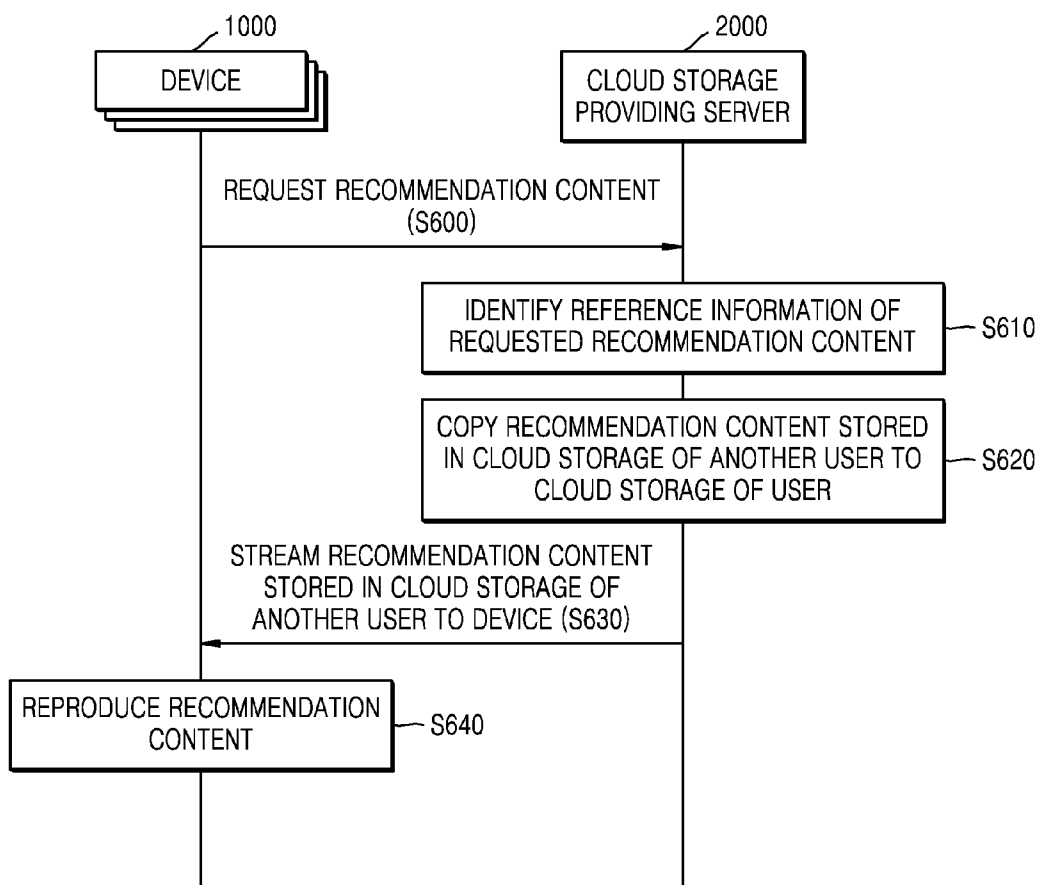 1000
2000
DEVICE
CLOUD STORAGE
PROVIDING SERVER
REQUEST RECOMMENDATION CONTENT
(S600)
IDENTIFY REFERENCE INFORMATION OF
REQUESTED RECOMMENDATION CONTENT
S610
COPY RECOMMENDATION CONTENT STORED
IN CLOUD STORAGE OF ANOTHER USER TO
CLOUD STORAGE OF USER
S620
STREAM RECOMMENDATION CONTENT
STORED IN CLOUD STORAGE OF
ANOTHER USER TO DEVICE (S630)
REPRODUCE RECOMMENDATION
CONTENT
S640